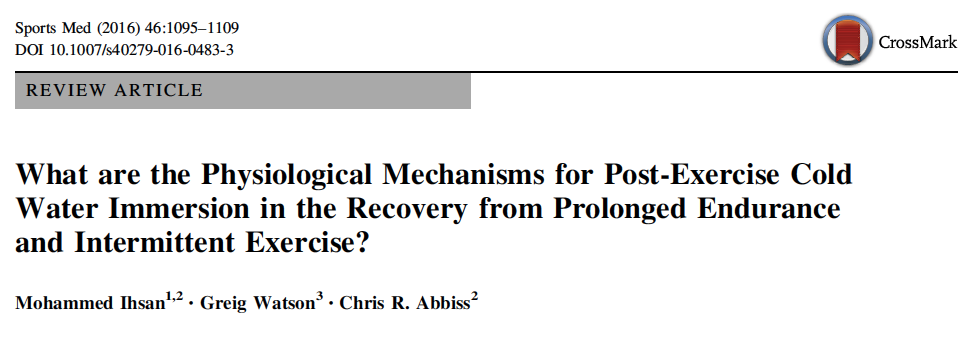 Sports Med (2016) 46:1095–1109
DOI 10.1007/s40279-016-0483-3
CrossMark
REVIEW ARTICLE
What are the Physiological Mechanisms for Post-Exercise Cold
Water Immersion in the Recovery from Prolonged Endurance
and Intermittent Exercise?
Mohammed Ihsan1,2 · Greig Watson3 · Chris R. Abbiss2